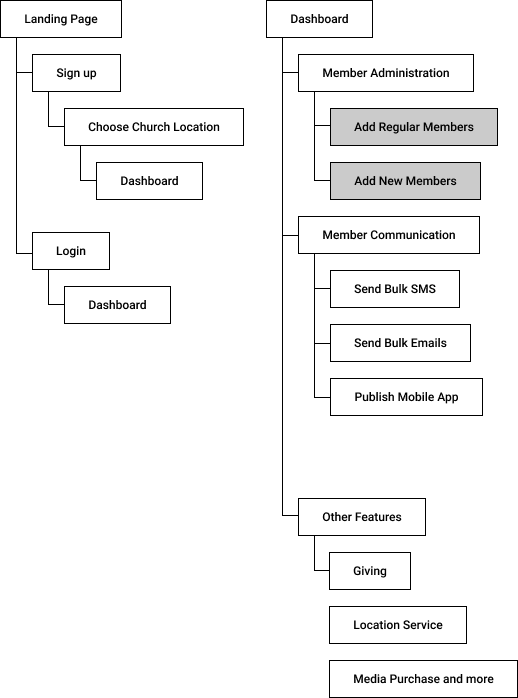 Landing Page
Sign up
Choose Church Location
Dashboard
Login
Dashboard
Dashboard
Member Administration
Add Regular Members
Add New Members
Member Communication
Send Bulk SMS
Send Bulk Emails
Publish Mobile App
Other Features
Giving
Location Service
Media Purchase and more